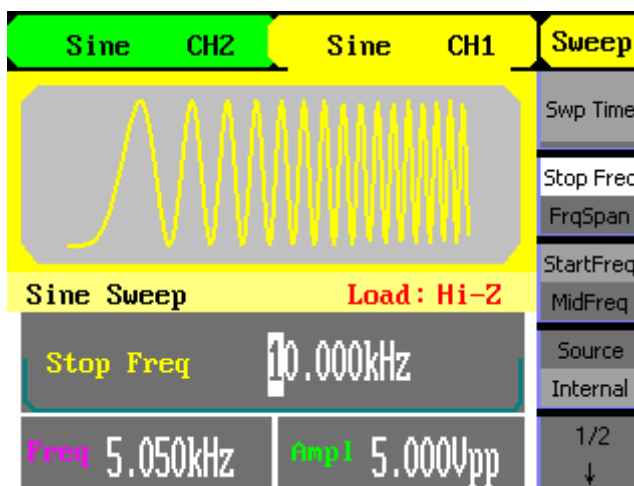 Sine CH2 Sine CH1 Sweep
Swp Time
Stop Freq
FrqSpan
StartFreq
MidFreq
Sine Sweep Load: Hi-Z
Stop Freq 10.000kHz
Source
Internal
Freq 5.050kHz Ampl 5.000Vpp
1/2
↓